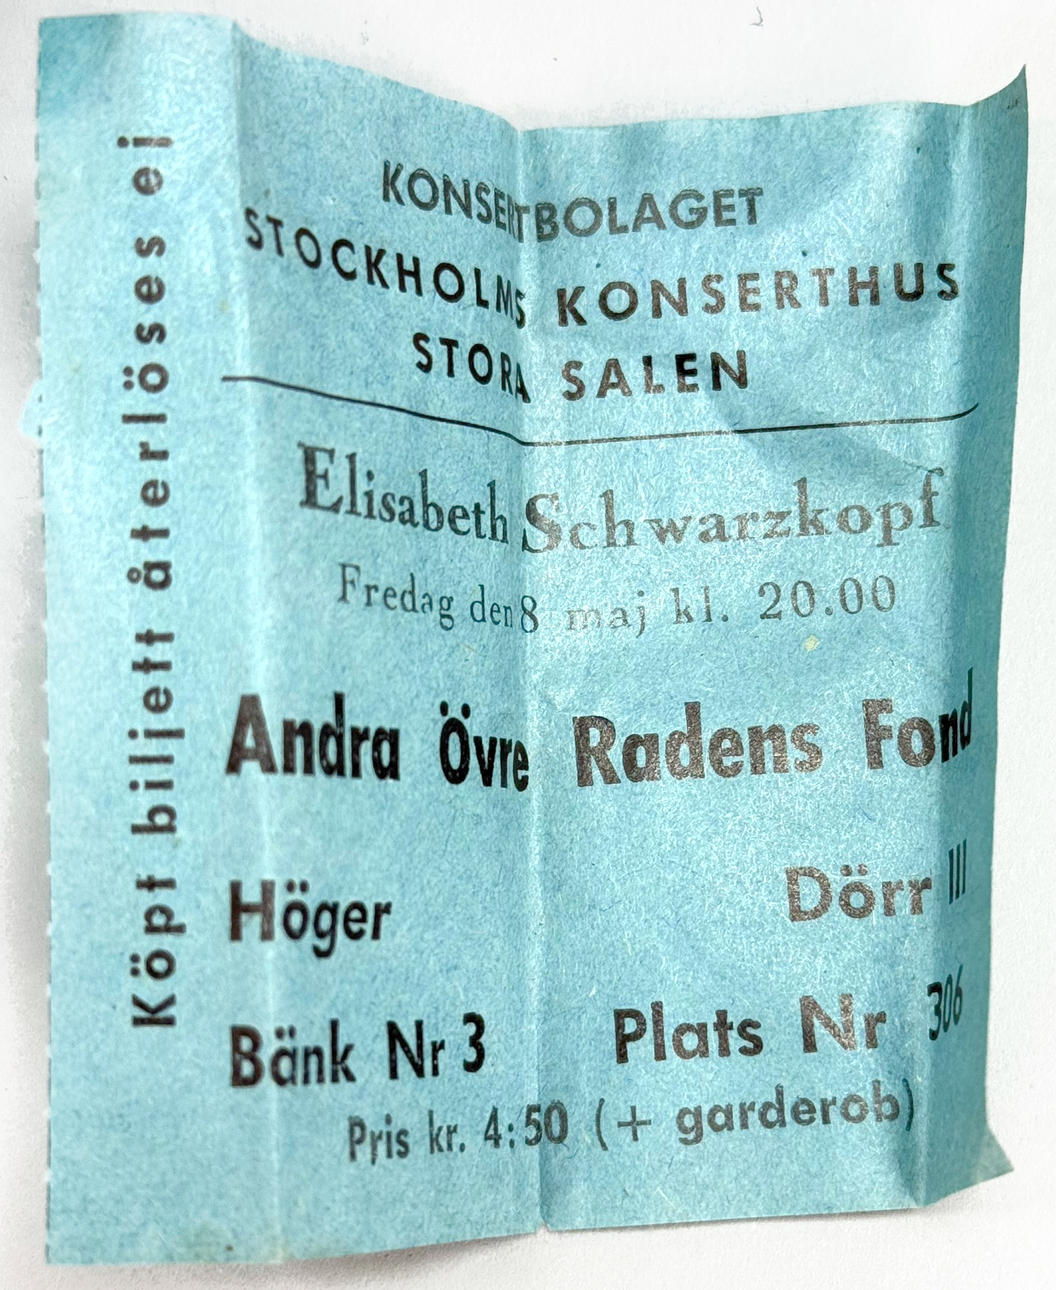 Köpt biljett återlöses ej
KONSERTBOLAGET
STOCKHOLMS KONSERTHUS
STORA SALEN
Elisabeth Schwarzkopf
Fredag den 8 maj kl. 20.00
Andra Övre Radens Fond
Höger Dörr III
Bänk Nr 3 Plats Nr 306
Pris kr. 4:50 (+ garderob)